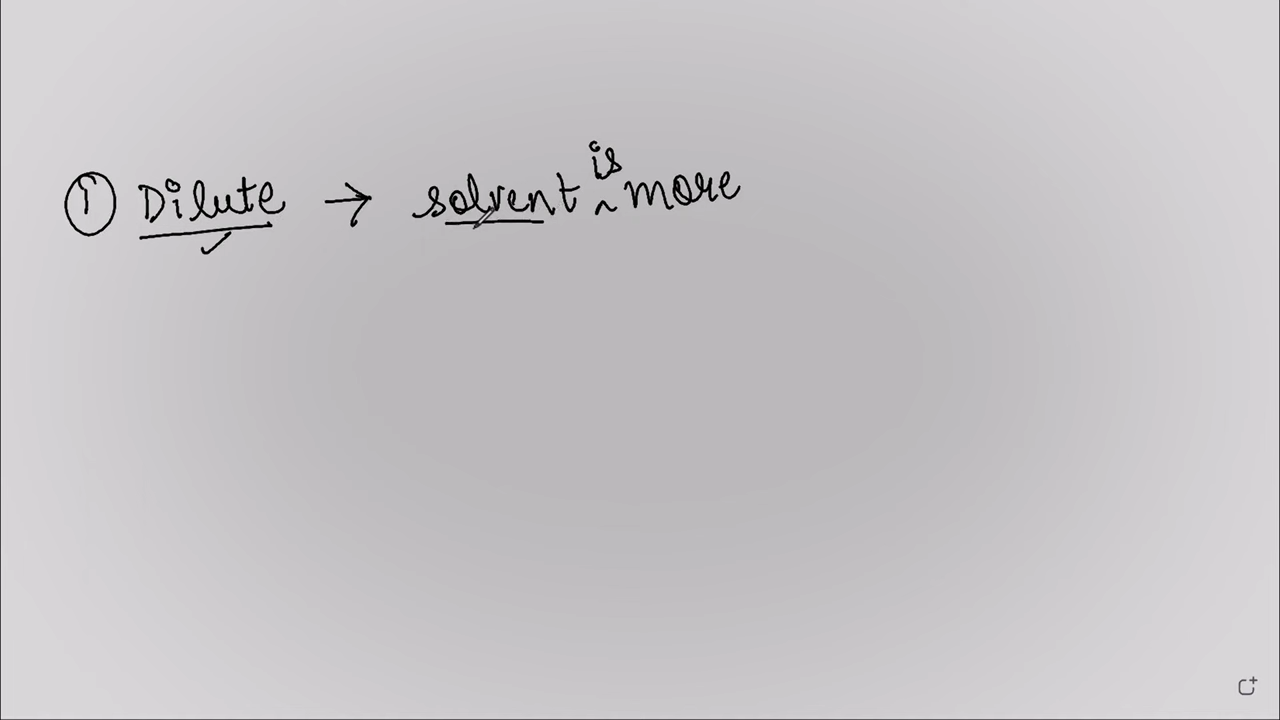 ① Dilute → solvent is more